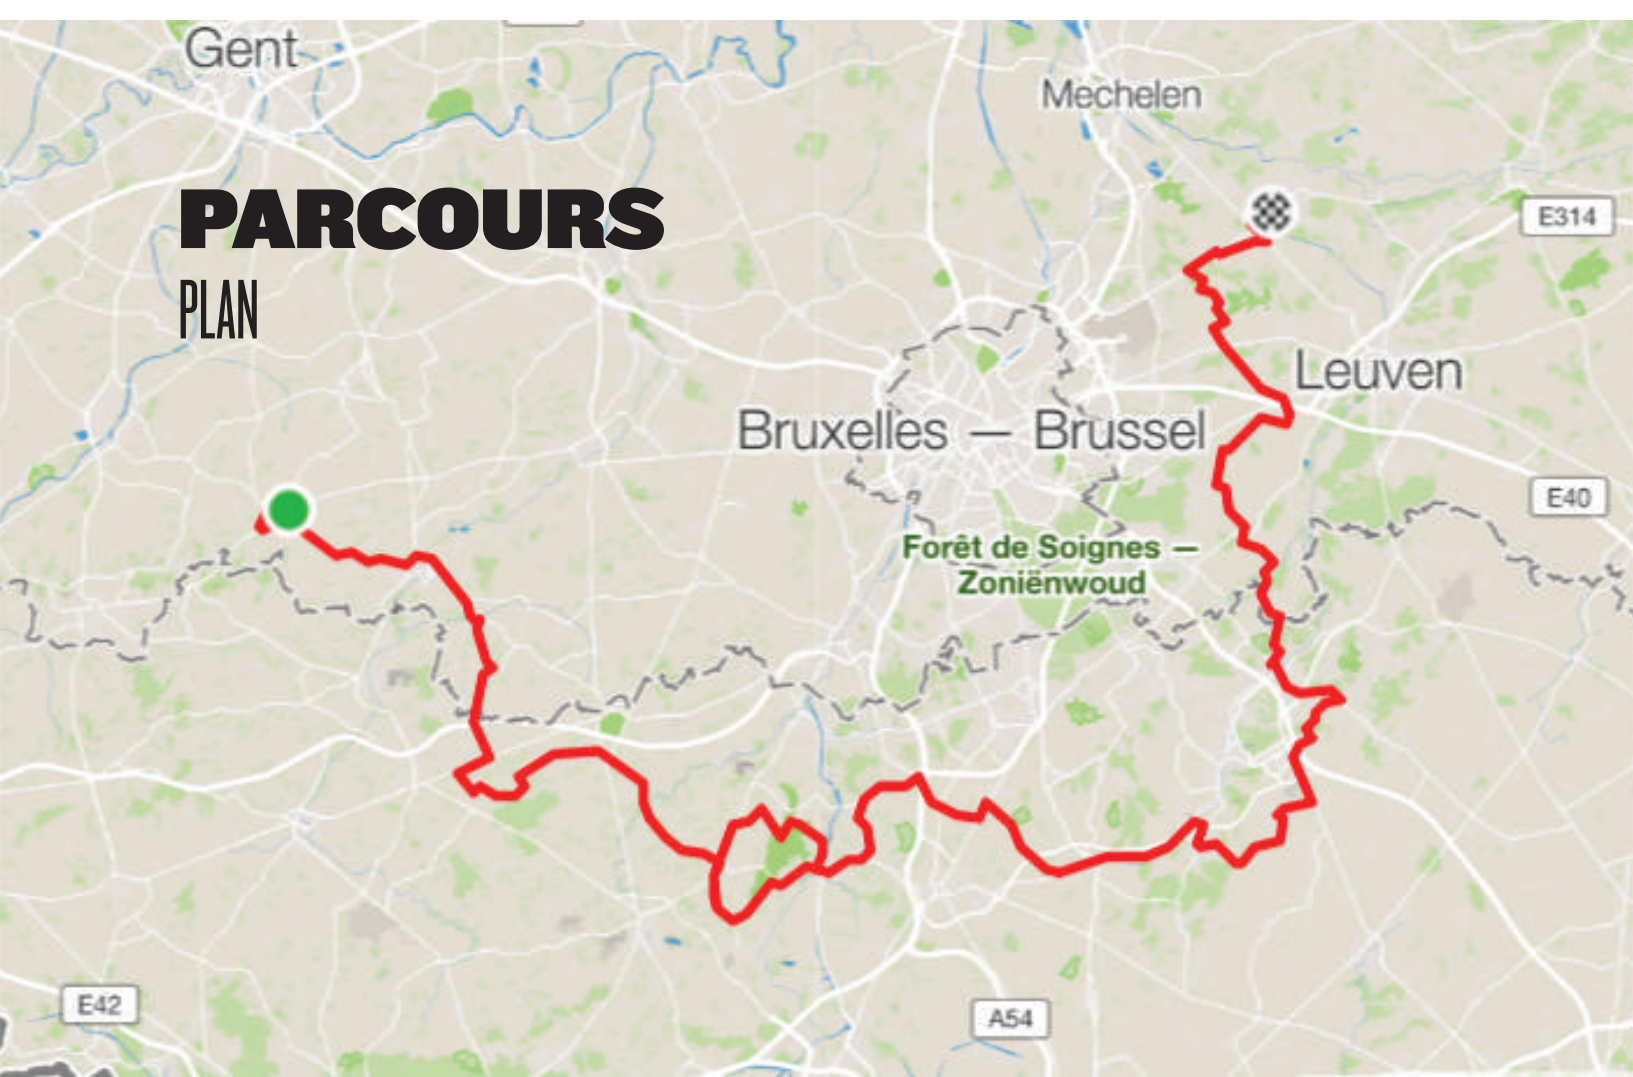 Gent
Mechelen
PARCOURS
E314
PLAN
Leuven
Bruxelles — Brussel
E40
Forêt de Soignes —
Zoniënwoud
E42
A54